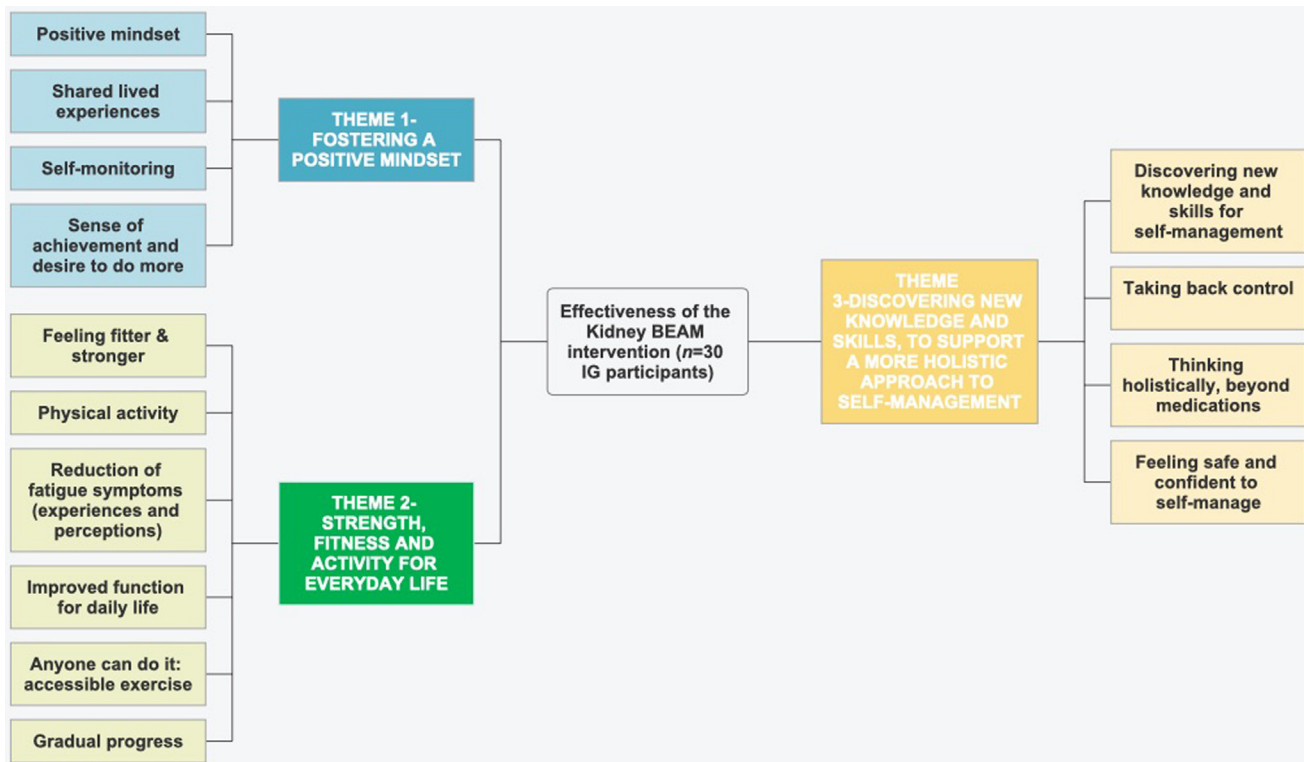 Positive mindset
Shared lived
experiences
Self-monitoring
Sense of
achievement and
desire to do more
THEME 1-
FOSTERING A
POSITIVE MINDSET
Feeling fitter &
stronger
Physical activity
Reduction of
fatigue symptoms
(experiences and
perceptions)
Improved function
for daily life
Anyone can do it:
accessible exercise
Gradual progress
THEME 2-
STRENGTH,
FITNESS AND
ACTIVITY FOR
EVERYDAY LIFE
Effectiveness of the
Kidney BEAM
intervention (n=30
IG participants)
THEME
3-DISCOVERING NEW
KNOWLEDGE AND
SKILLS, TO SUPPORT
A MORE HOLISTIC
APPROACH TO
SELF-MANAGEMENT
Discovering new
knowledge and
skills for
self-management
Taking back control
Thinking
holistically, beyond
medications
Feeling safe and
confident to
self-manage